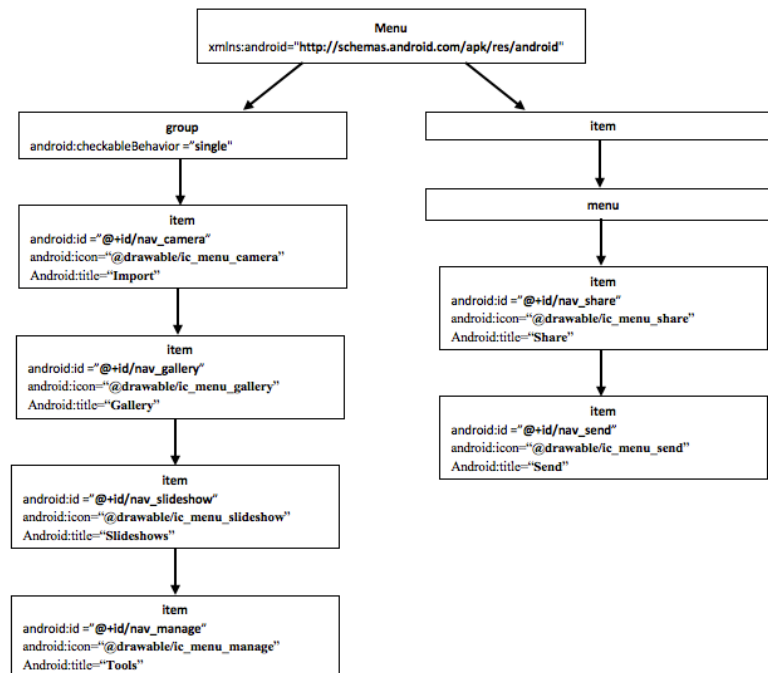 Menu
xmlns:android="http://schemas.android.com/apk/res/android"
group
android:checkableBehavior ="single"
item
android:id ="@+id/nav_camera"
android:icon="@drawable/ic_menu_camera"
Android:title="Import"
item
android:id ="@+id/nav_gallery"
android:icon="@drawable/ic_menu_gallery"
Android:title="Gallery"
item
android:id ="@+id/nav_slideshow"
android:icon="@drawable/ic_menu_slideshow"
Android:title="Slideshows"
item
android:id ="@+id/nav_manage"
android:icon="@drawable/ic_menu_manage"
Android:title="Tools"
item
menu
item
android:id ="@+id/nav_share"
android:icon="@drawable/ic_menu_share"
Android:title="Share"
item
android:id ="@+id/nav_send"
android:icon="@drawable/ic_menu_send"
Android:title="Send"